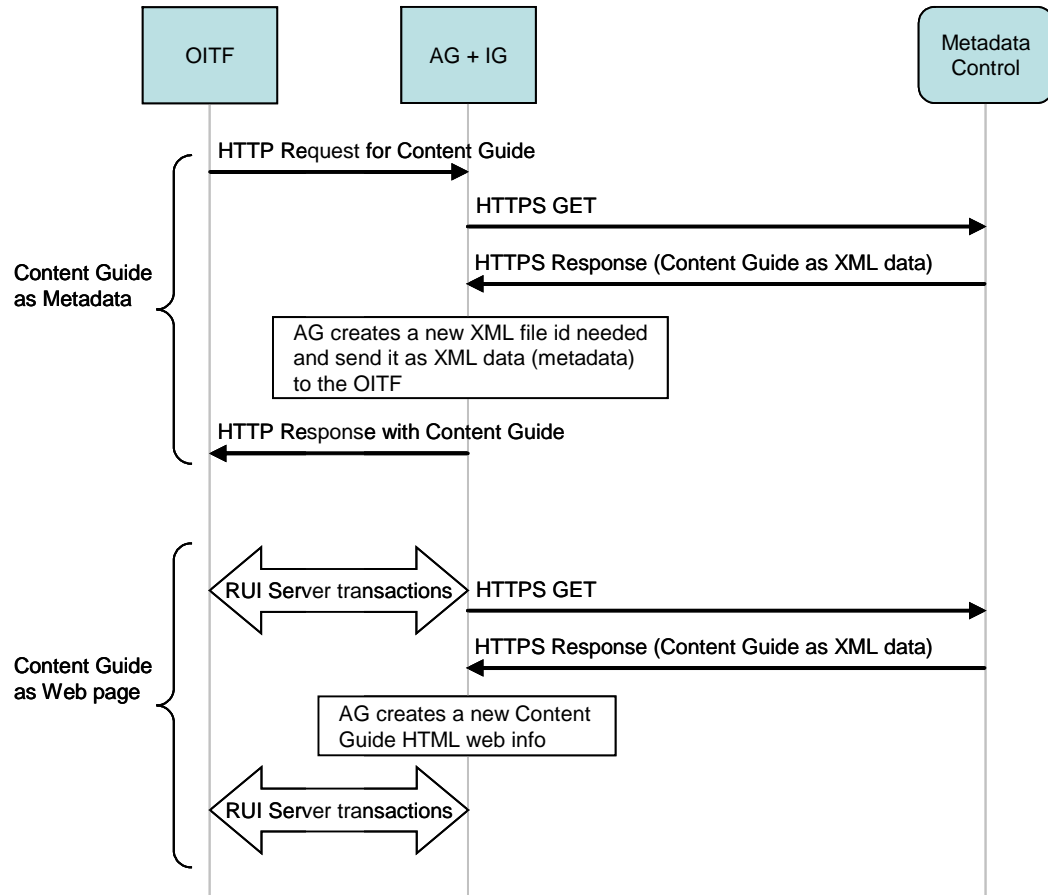 OITF
AG + IG
Metadata
Control
HTTP Request for Content Guide
HTTPS GET
HTTPS Response (Content Guide as XML data)
Content Guide
as Metadata
AG creates a new XML file id needed
and send it as XML data (metadata)
to the OITF
HTTP Response with Content Guide
RUI Server transactions
HTTPS GET
HTTPS Response (Content Guide as XML data)
Content Guide
as Web page
AG creates a new Content
Guide HTML web info
RUI Server transactions